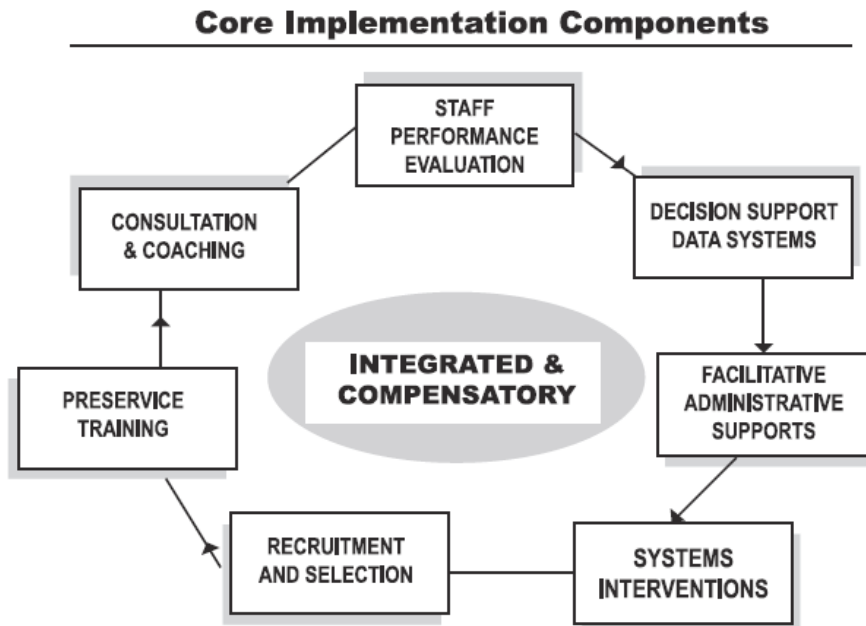 Core Implementation Components
STAFF
PERFORMANCE
EVALUATION
CONSULTATION
& COACHING
DECISION SUPPORT
DATA SYSTEMS
INTEGRATED &
COMPENSATORY
PRESERVICE
TRAINING
FACILITATIVE
ADMINISTRATIVE
SUPPORTS
RECRUITMENT
AND SELECTION
SYSTEMS
INTERVENTIONS